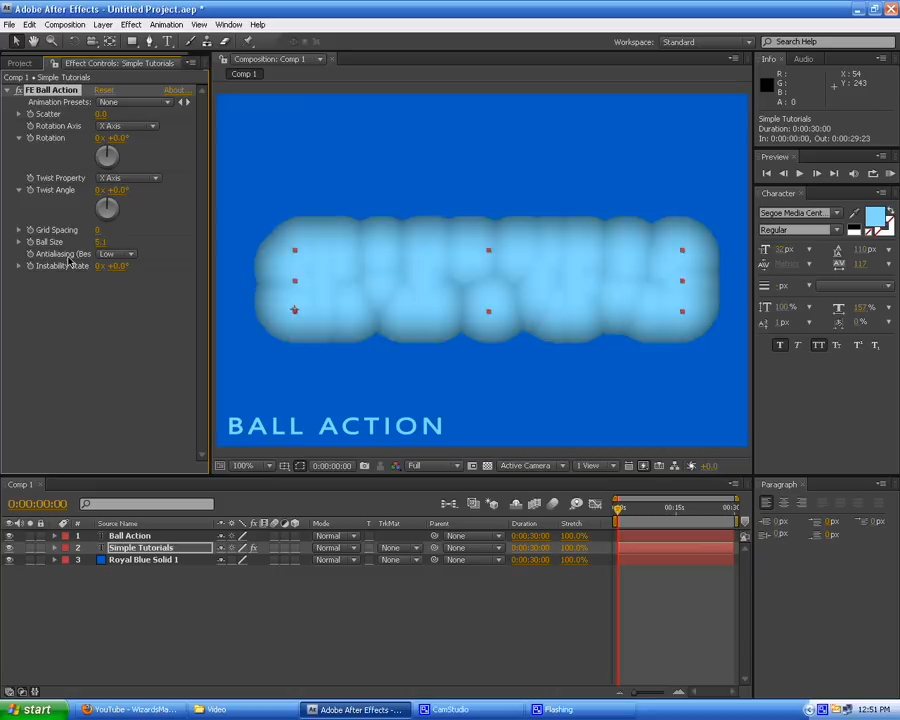 Adobe After Effects - Untitled Project.aep *
File Edit Composition Layer Effect Animation View Window Help
Workspace: Standard Search Help
Project Effect Controls: Simple Tutorials
Comp 1 • Simple Tutorials
FE Ball Action Reset About...
Animation Presets: None
Scatter 0.0
Rotation Axis X Axis
Rotation 0x+0.0°
Twist Property X Axis
Twist Angle 0x+0.0°
Grid Spacing 0
Ball Size 5.1
Antialiasing (Bes Low
Instability State 0x+0.0°
Composition: Comp 1
Comp 1
BALL ACTION
100% 0:00:00:00 Full Active Camera 1 View +0.0
Info Audio
R: X: 54
G: Y: 243
B:
A: 0
Simple Tutorials
Duration: 0:00:30:00
In: 0:00:00:00, Out: 0:00:29:23
Preview
Character
Segoe Media Cent...
Regular
32 px 110 px
Metrics 117
- px
100 % 157 %
1 px 0 %
T T TT Tt T¹ T₁
Comp 1
0:00:00:00
# Source Name Mode T TrkMat Parent Duration Stretch
1 Ball Action Normal None 0:00:30:00 100.0%
2 Simple Tutorials Normal None None 0:00:30:00 100.0%
3 Royal Blue Solid 1 Normal None None 0:00:30:00 100.0%
00:15s
Paragraph
0 px 0 px 0 px
0 px 0 px
start YouTube - WizardsMa... Video Adobe After Effects -... CamStudio Flashing 12:51 PM